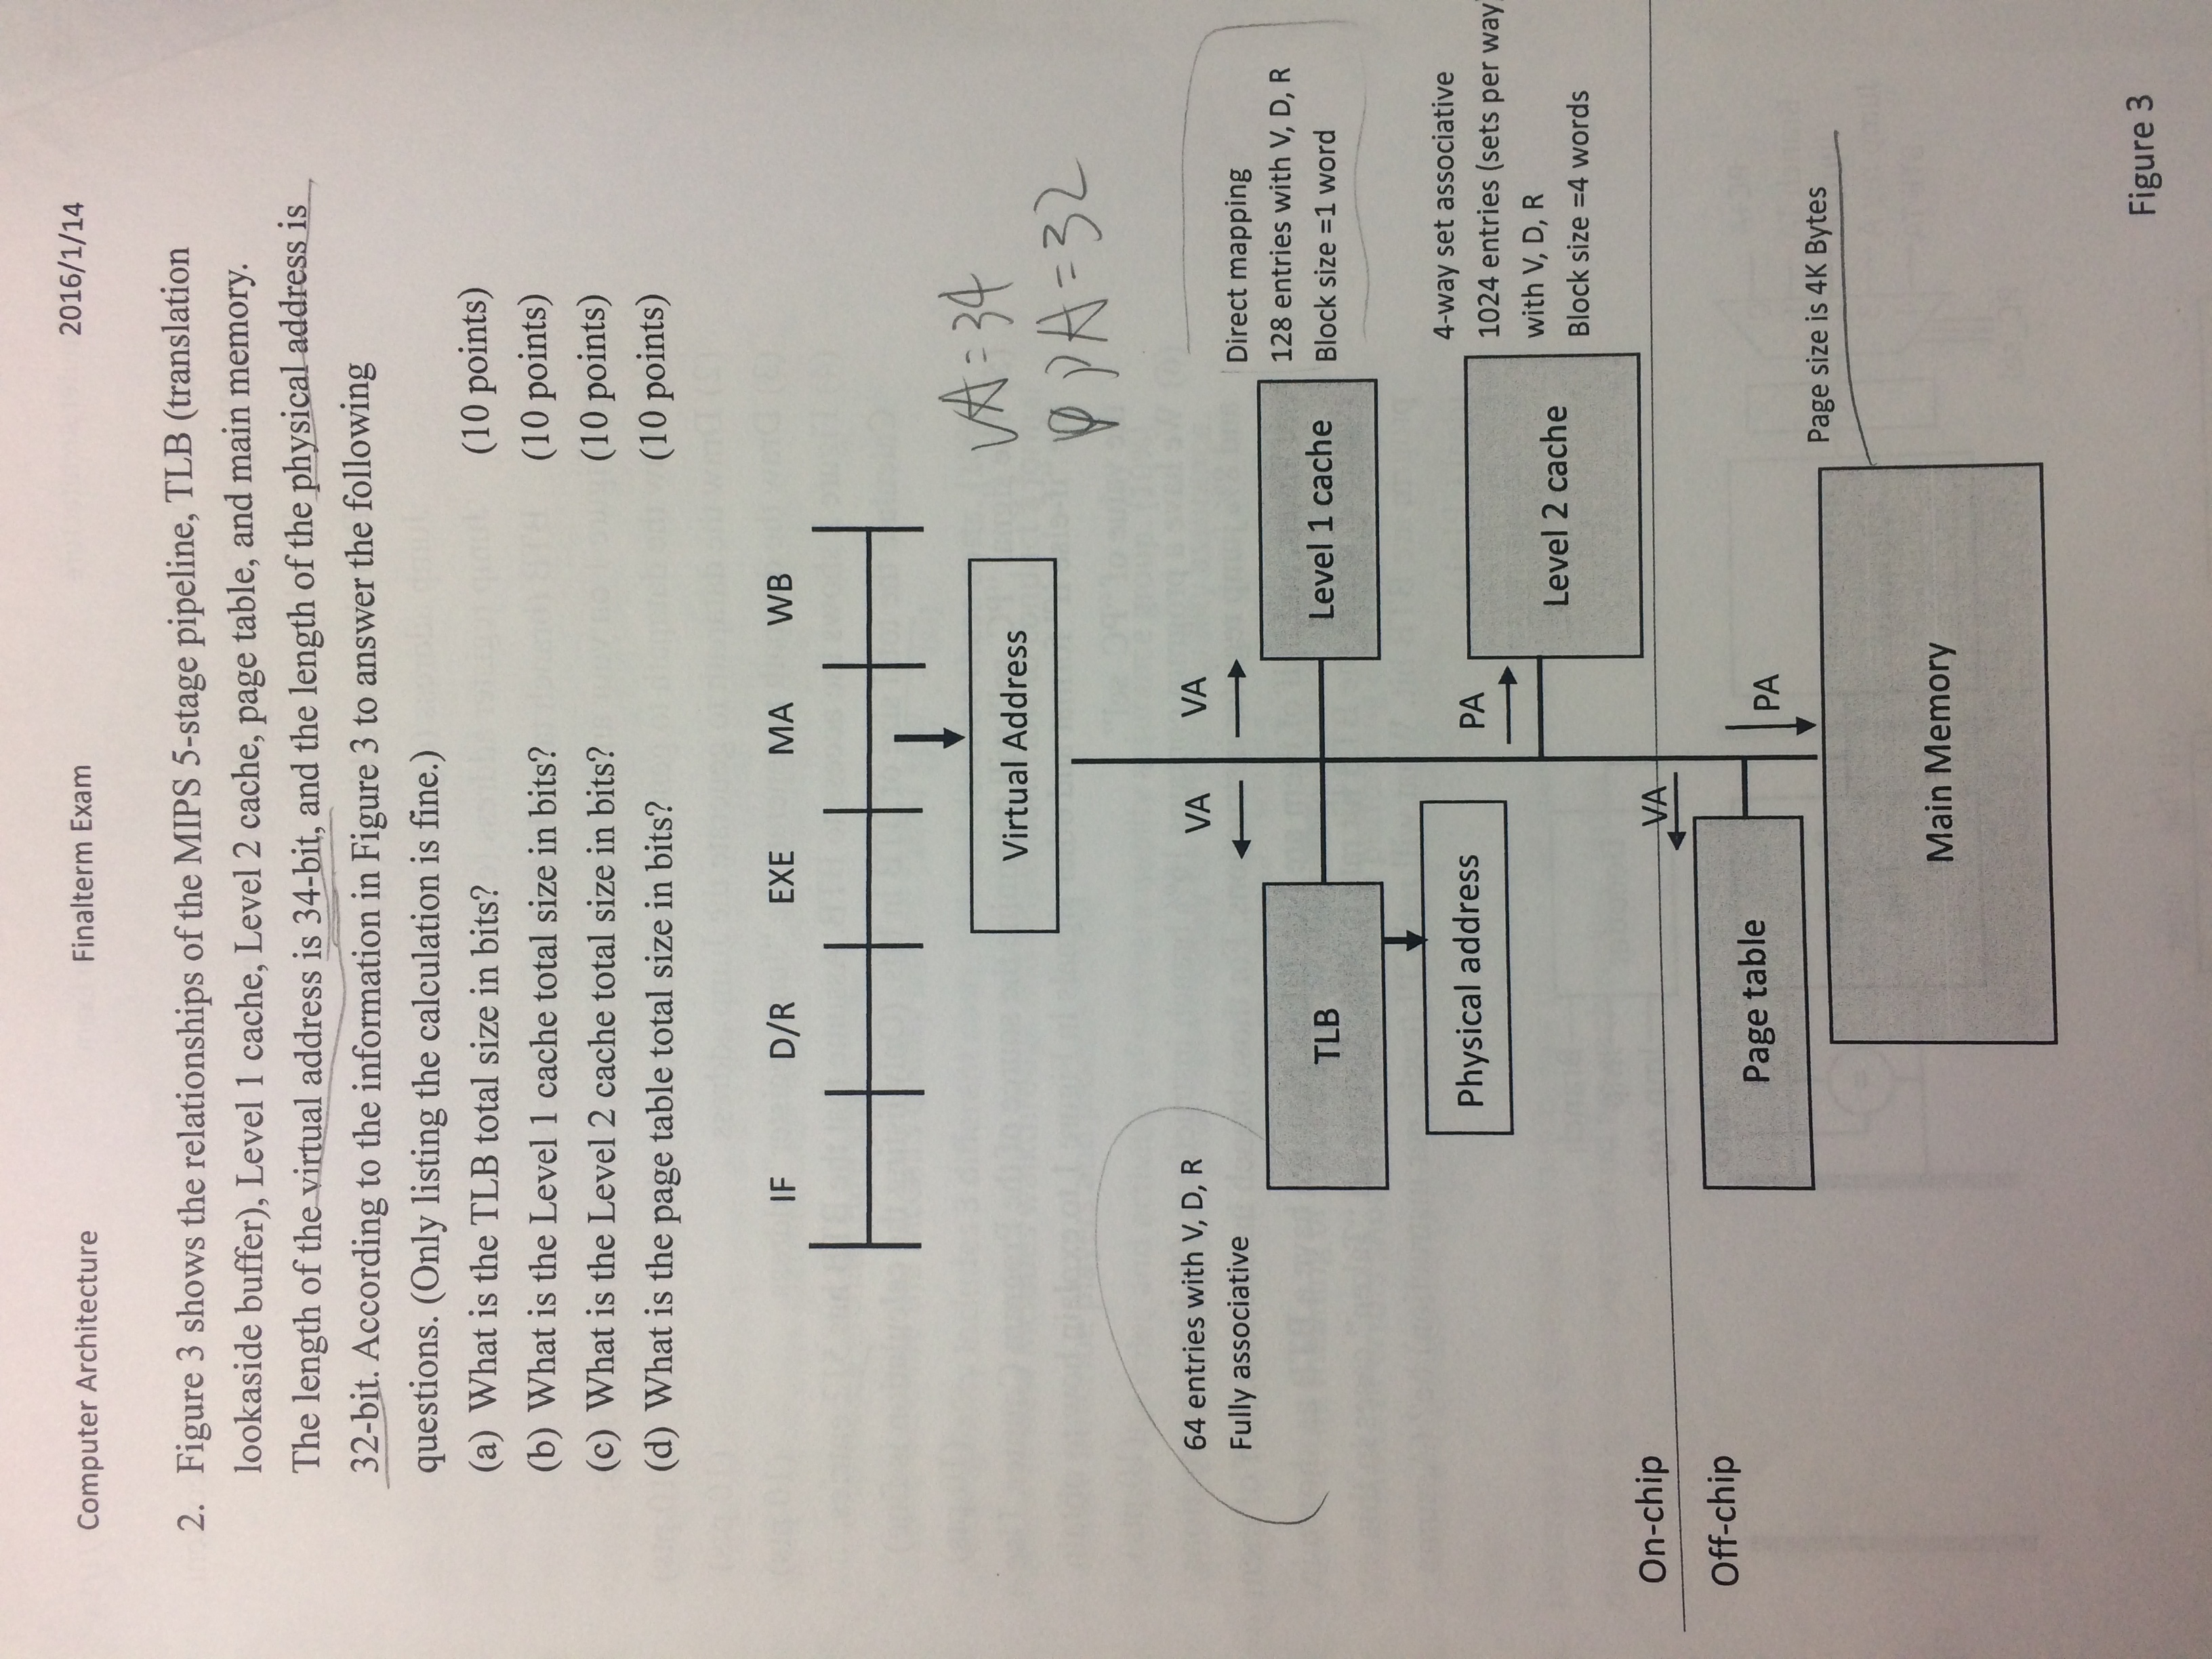 Computer Architecture Finalterm Exam 2016/1/14
2. Figure 3 shows the relationships of the MIPS 5-stage pipeline, TLB (translation
lookaside buffer), Level 1 cache, Level 2 cache, page table, and main memory.
The length of the virtual address is 34-bit, and the length of the physical address is
32-bit. According to the information in Figure 3 to answer the following
questions. (Only listing the calculation is fine.)
(a) What is the TLB total size in bits? (10 points)
(b) What is the Level 1 cache total size in bits? (10 points)
(c) What is the Level 2 cache total size in bits? (10 points)
(d) What is the page table total size in bits? (10 points)
IF D/R EXE MA WB
Virtual Address
VA=34
PA=32
64 entries with V, D, R
Fully associative
VA VA
Direct mapping
128 entries with V, D, R
Block size =1 word
TLB
Level 1 cache
Physical address
PA
4-way set associative
1024 entries (sets per way)
with V, D, R
Block size =4 words
Level 2 cache
On-chip
VA
Off-chip
Page table
PA
Page size is 4K Bytes
Main Memory
Figure 3